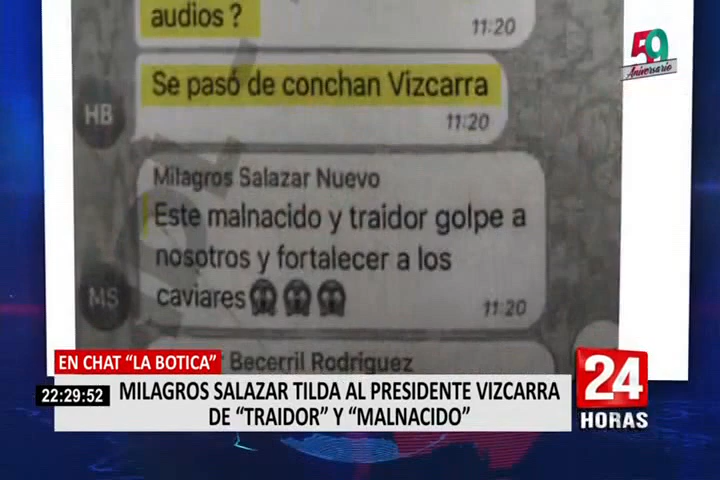 audios ?
11:20
59
Aniversario
Se pasó de conchan Vizcarra
HB
11:20
Milagros Salazar Nuevo
Este malnacido y traidor golpe a
nosotros y fortalecer a los
caviares😱😱😱
MS
11:20
Becerril Rodríguez
EN CHAT “LA BOTICA”
22:29:52
MILAGROS SALAZAR TILDA AL PRESIDENTE VIZCARRA
DE “TRAIDOR” Y “MALNACIDO”
24
HORAS